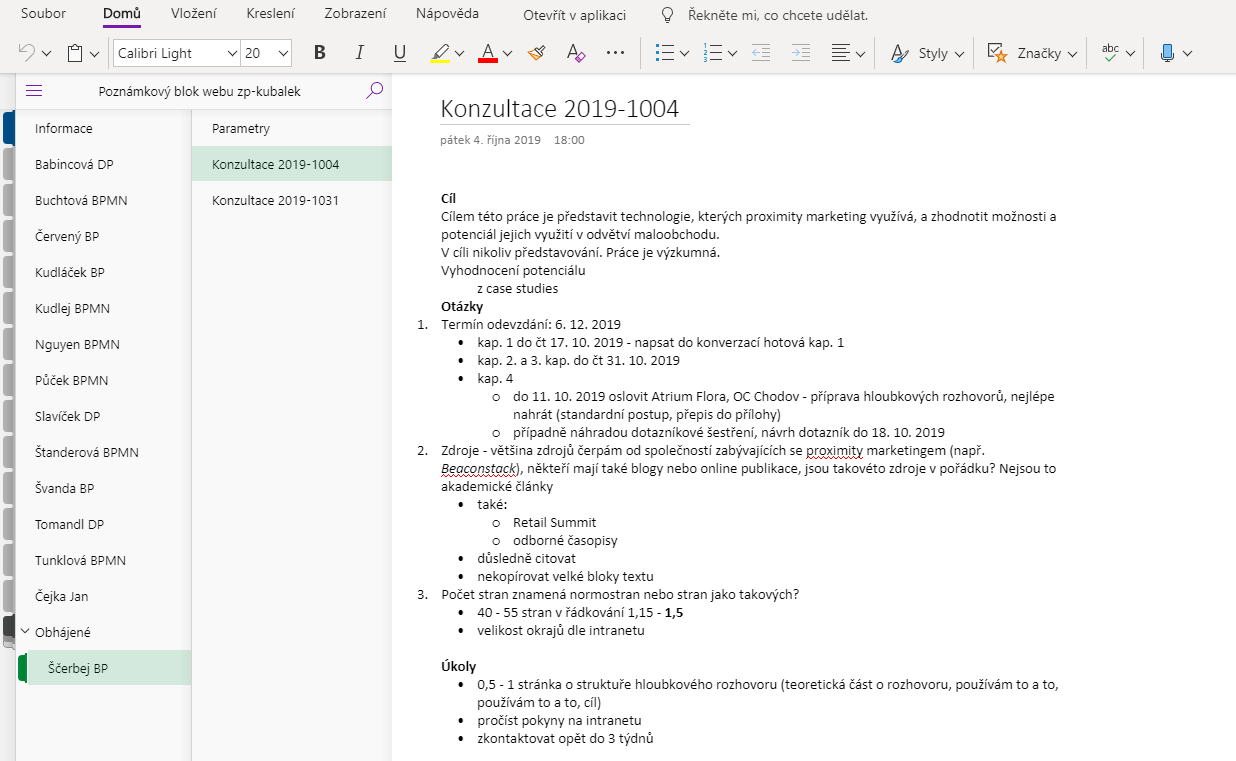 Soubor Domů Vložení Kreslení Zobrazení Nápověda Otevřít v aplikaci Řekněte mi, co chcete udělat.
Calibri Light 20 B I U A A Styly Značky abc
Poznámkový blok webu zp-kubalek
Informace
Babincová DP
Buchtová BPMN
Červený BP
Kudláček BP
Kudlej BPMN
Nguyen BPMN
Půček BPMN
Slavíček DP
Štanderová BPMN
Švanda BP
Tomandl DP
Tunklová BPMN
Čejka Jan
Obhájené
Ščerbej BP
Parametry
Konzultace 2019-1004
Konzultace 2019-1031
Konzultace 2019-1004
pátek 4. října 2019 18:00
Cíl
Cílem této práce je představit technologie, kterých proximity marketing využívá, a zhodnotit možnosti a
potenciál jejich využití v odvětví maloobchodu.
V cíli nikoliv představování. Práce je výzkumná.
Vyhodnocení potenciálu
z case studies
Otázky
1. Termín odevzdání: 6. 12. 2019
• kap. 1 do čt 17. 10. 2019 - napsat do konverzací hotová kap. 1
• kap. 2. a 3. kap. do čt 31. 10. 2019
• kap. 4
o do 11. 10. 2019 oslovit Atrium Flora, OC Chodov - příprava hloubkových rozhovorů, nejlépe
nahrát (standardní postup, přepis do přílohy)
o případně náhradou dotazníkové šestření, návrh dotazník do 18. 10. 2019
2. Zdroje - většina zdrojů čerpám od společností zabývajících se proximity marketingem (např.
Beaconstack), někteří mají také blogy nebo online publikace, jsou takovéto zdroje v pořádku? Nejsou to
akademické články
• také:
o Retail Summit
o odborné časopisy
• důsledně citovat
• nekopírovat velké bloky textu
3. Počet stran znamená normostran nebo stran jako takových?
• 40 - 55 stran v řádkování 1,15 - 1,5
• velikost okrajů dle intranetu
Úkoly
• 0,5 - 1 stránka o struktuře hloubkového rozhovoru (teoretická část o rozhovoru, používám to a to,
používám to a to, cíl)
• pročíst pokyny na intranetu
• zkontaktovat opět do 3 týdnů